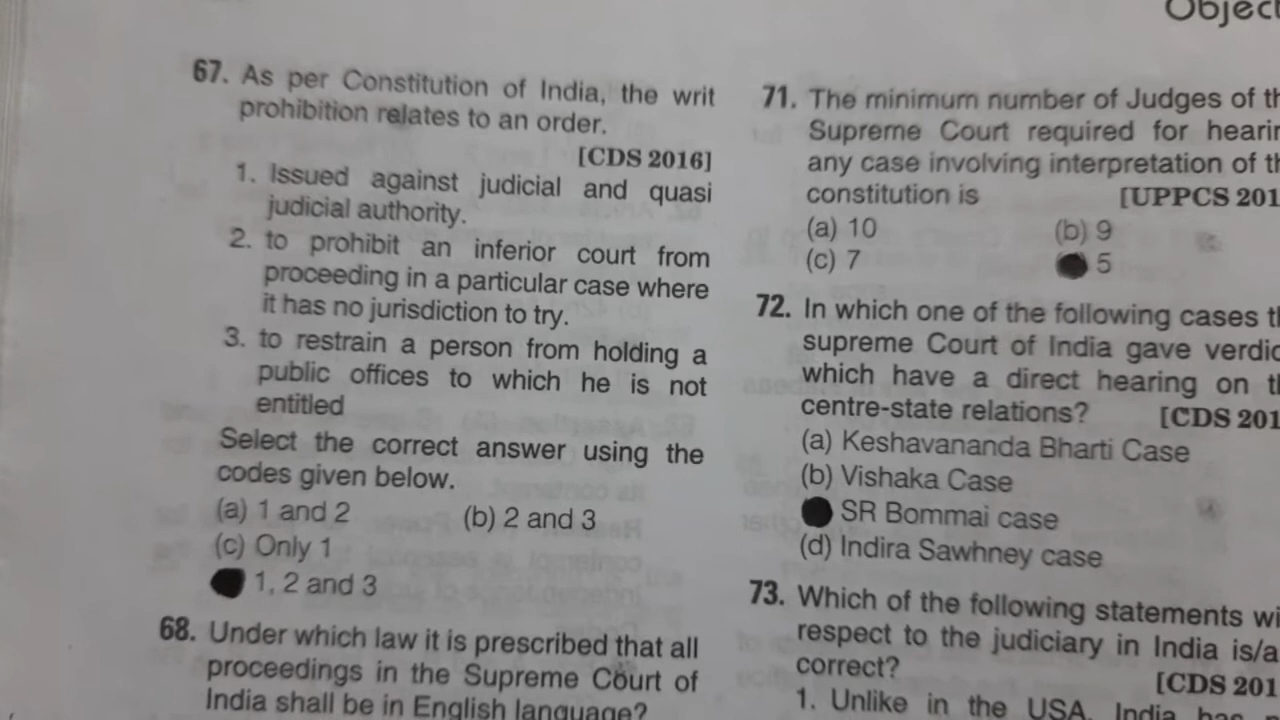 Object
67. As per Constitution of India, the writ
prohibition relates to an order.
[CDS 2016]
1. Issued against judicial and quasi
judicial authority.
2. to prohibit an inferior court from
proceeding in a particular case where
it has no jurisdiction to try.
3. to restrain a person from holding a
public offices to which he is not
entitled
Select the correct answer using the
codes given below.
(a) 1 and 2 (b) 2 and 3
(c) Only 1
1, 2 and 3
68. Under which law it is prescribed that all
proceedings in the Supreme Court of
India shall be in English language?
71. The minimum number of Judges of th
Supreme Court required for hearin
any case involving interpretation of th
constitution is [UPPCS 201
(a) 10 (b) 9
(c) 7 5
72. In which one of the following cases th
supreme Court of India gave verdic
which have a direct hearing on th
centre-state relations? [CDS 201
(a) Keshavananda Bharti Case
(b) Vishaka Case
SR Bommai case
(d) Indira Sawhney case
73. Which of the following statements wi
respect to the judiciary in India is/a
correct? [CDS 201
1. Unlike in the USA, India has